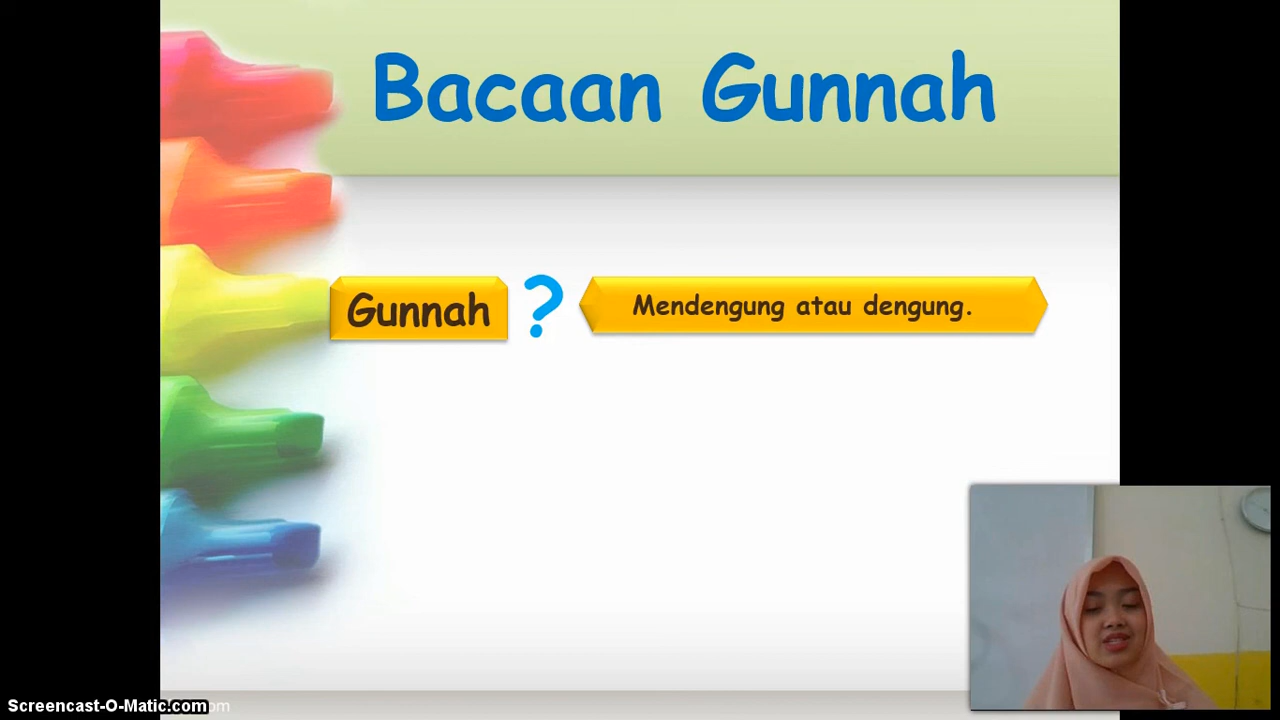 Bacaan Gunnah
Gunnah
?
Mendengung atau dengung.
Screencast-O-Matic.com